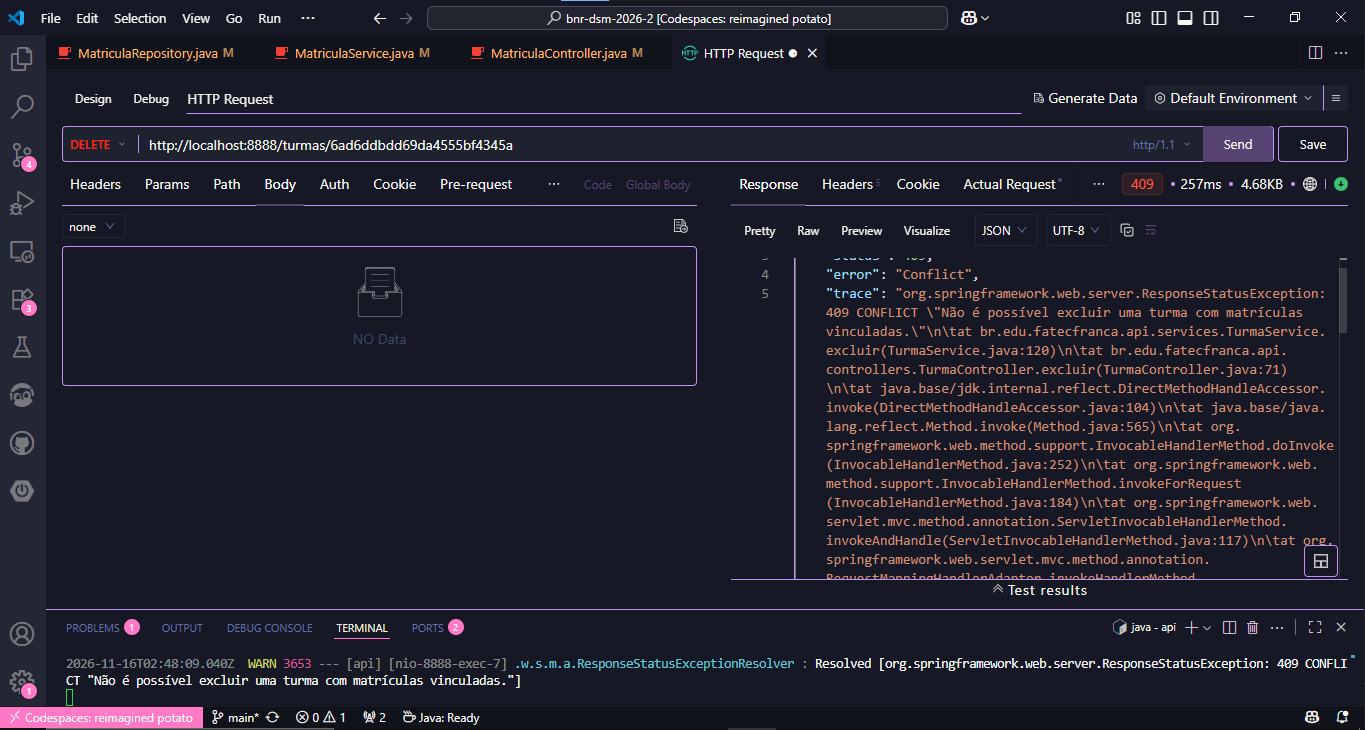 File Edit Selection View Go Run ··· bnr-dsm-2026-2 [Codespaces: reimagined potato]
MatriculaRepository.java M MatriculaService.java M MatriculaController.java M HTTP Request
Design Debug HTTP Request Generate Data Default Environment
DELETE http://localhost:8888/turmas/6ad6ddbdd69da4555bf4345a http/1.1 Send Save
Headers Params Path Body Auth Cookie Pre-request ··· Code Global Body
Response Headers 5 Cookie Actual Request ··· 409 • 257ms • 4.68KB •
none
Pretty Raw Preview Visualize JSON UTF-8
NO Data
4 "error": "Conflict",
5 "trace": "org.springframework.web.server.ResponseStatusException:
409 CONFLICT \"Não é possível excluir uma turma com matrículas
vinculadas.\"\n\tat br.edu.fatecfranca.api.services.TurmaService.
excluir(TurmaService.java:120)\n\tat br.edu.fatecfranca.api.
controllers.TurmaController.excluir(TurmaController.java:71)
\n\tat java.base/jdk.internal.reflect.DirectMethodHandleAccessor.
invoke(DirectMethodHandleAccessor.java:104)\n\tat java.base/java.
lang.reflect.Method.invoke(Method.java:565)\n\tat org.
springframework.web.method.support.InvocableHandlerMethod.doInvoke
(InvocableHandlerMethod.java:252)\n\tat org.springframework.web.
method.support.InvocableHandlerMethod.invokeForRequest
(InvocableHandlerMethod.java:184)\n\tat org.springframework.web.
servlet.mvc.method.annotation.ServletInvocableHandlerMethod.
invokeAndHandle(ServletInvocableHandlerMethod.java:117)\n\tat org.
springframework.web.servlet.mvc.method.annotation.
Test results
PROBLEMS 1 OUTPUT DEBUG CONSOLE TERMINAL PORTS 2 java - api
2026-11-16T02:48:09.040Z WARN 3653 --- [api] [nio-8888-exec-7] .w.s.m.a.ResponseStatusExceptionResolver : Resolved [org.springframework.web.server.ResponseStatusException: 409 CONFLI
CT "Não é possível excluir uma turma com matrículas vinculadas."]
4
3
1
Codespaces: reimagined potato main* 0 1 2 Java: Ready